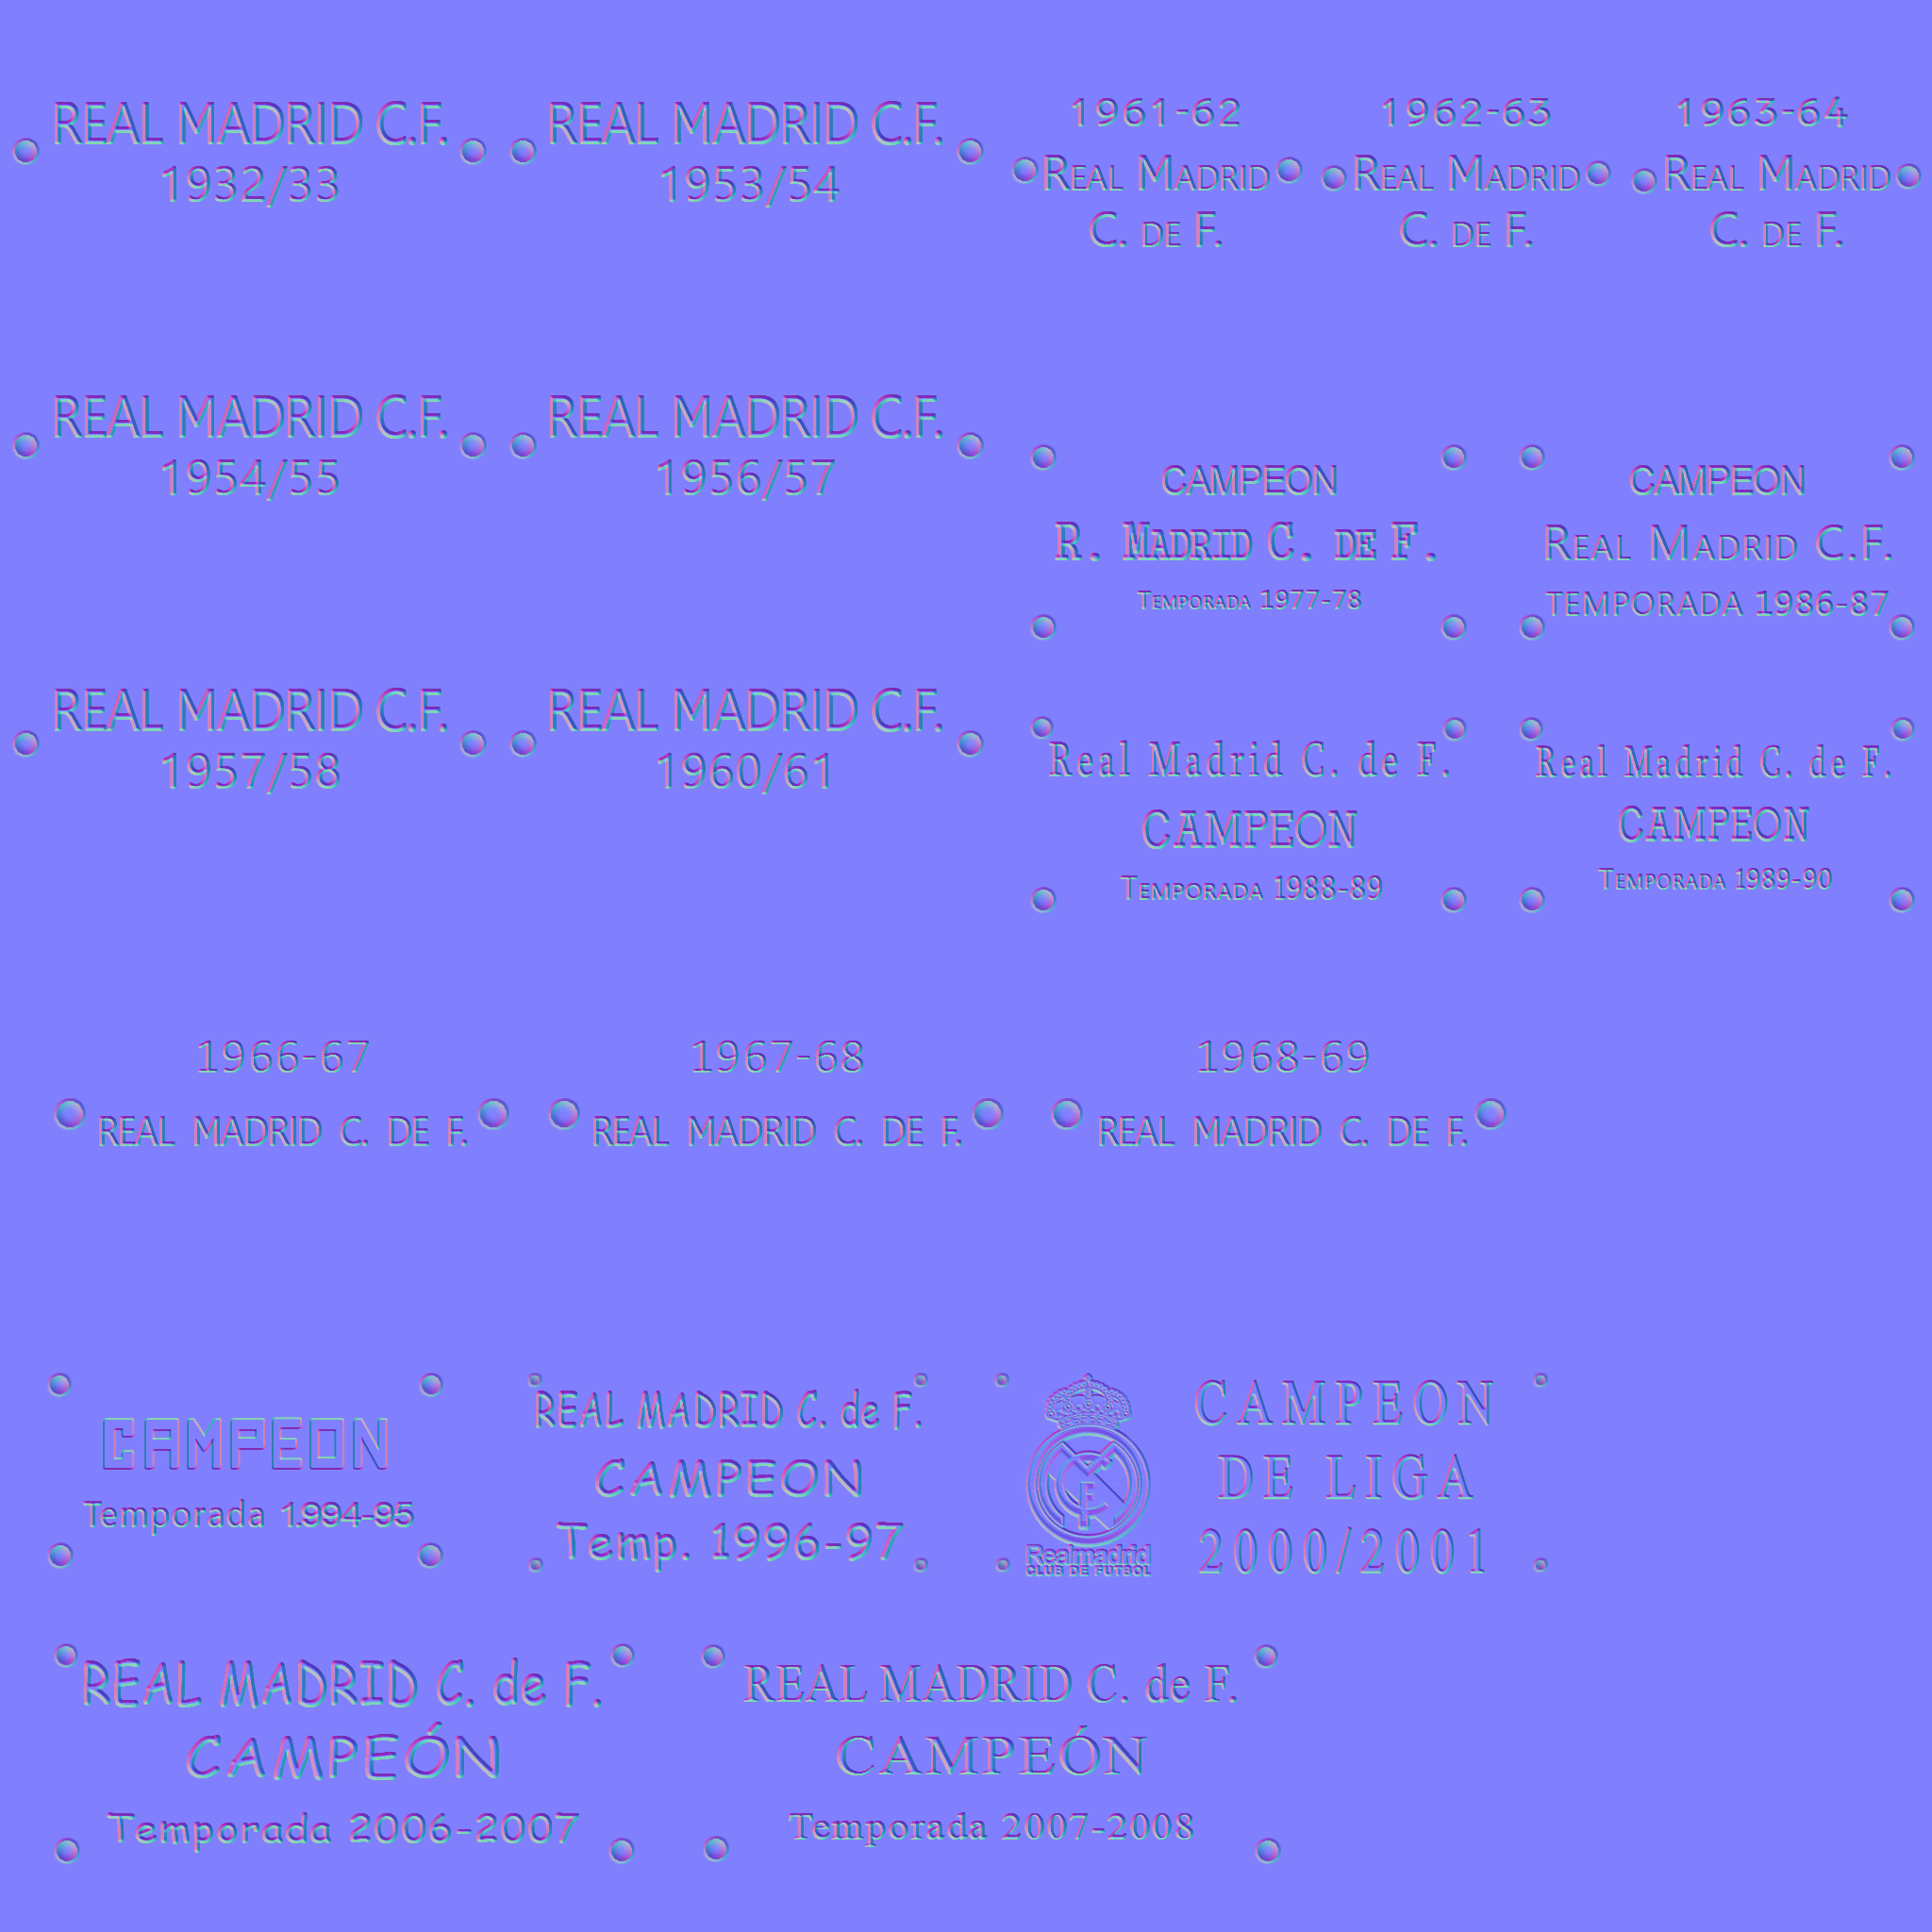 REAL MADRID C.F.
1932/33
REAL MADRID C.F.
1953/54
1961-62
REAL MADRID
C. DE F.
1962-63
REAL MADRID
C. DE F.
1963-64
REAL MADRID
C. DE F.
REAL MADRID C.F.
1954/55
REAL MADRID C.F.
1956/57
CAMPEON
R. MADRID C. DE F.
TEMPORADA 1977-78
CAMPEON
REAL MADRID C.F.
TEMPORADA 1986-87
REAL MADRID C.F.
1957/58
REAL MADRID C.F.
1960/61
Real Madrid C. de F.
CAMPEON
TEMPORADA 1988-89
Real Madrid C. de F.
CAMPEON
TEMPORADA 1989-90
1966-67
REAL MADRID C. DE F.
1967-68
REAL MADRID C. DE F.
1968-69
REAL MADRID C. DE F.
CAMPEON
Temporada 1.994-95
REAL MADRID C. de F.
CAMPEON
Temp. 1996-97
Realmadrid
CLUB DE FUTBOL
CAMPEON
DE LIGA
2000/2001
REAL MADRID C. de F.
CAMPEÓN
Temporada 2006-2007
REAL MADRID C. de F.
CAMPEÓN
Temporada 2007-2008